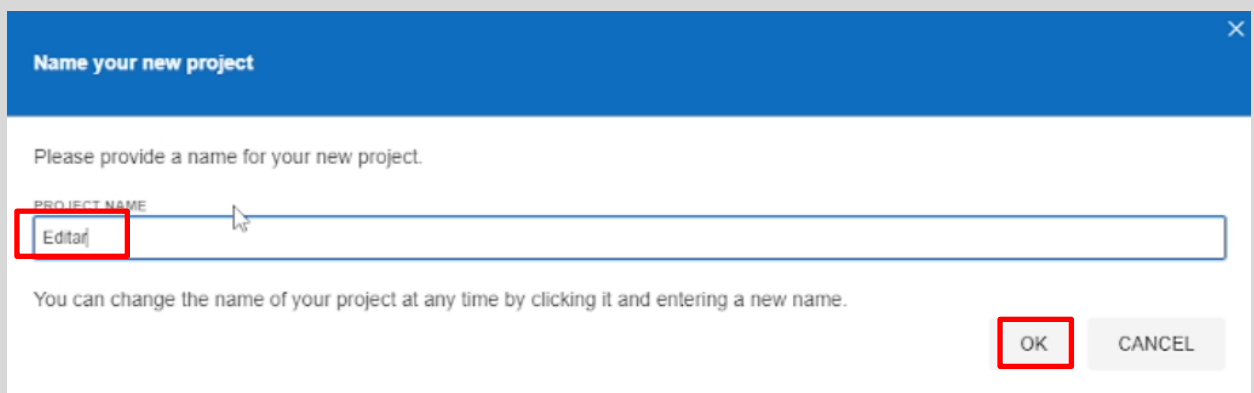 Name your new project
Please provide a name for your new project.
PROJECT NAME
Editar
You can change the name of your project at any time by clicking it and entering a new name.
OK CANCEL